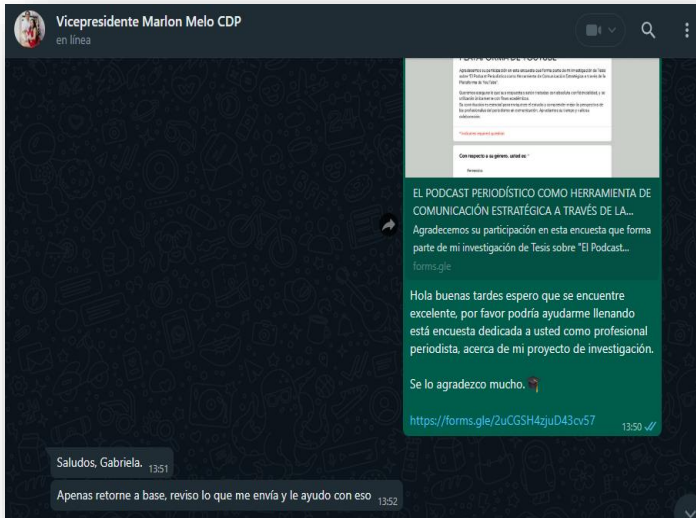 Vicepresidente Marlon Melo CDP
en línea
PLATAFORMA DE YOUTUBE
Con respecto a su género, usted es: *
Femenino
EL PODCAST PERIODÍSTICO COMO HERRAMIENTA DE
COMUNICACIÓN ESTRATÉGICA A TRAVÉS DE LA...
Agradecemos su participación en esta encuesta que forma
parte de mi investigación de Tesis sobre "El Podcast...
forms.gle
Hola buenas tardes espero que se encuentre
excelente, por favor podría ayudarme llenando
está encuesta dedicada a usted como profesional
periodista, acerca de mi proyecto de investigación.
Se lo agradezco mucho.
https://forms.gle/2uCGSH4zjuD43cv57
13:50
Saludos, Gabriela. 13:51
Apenas retorne a base, reviso lo que me envía y le ayudo con eso 13:52